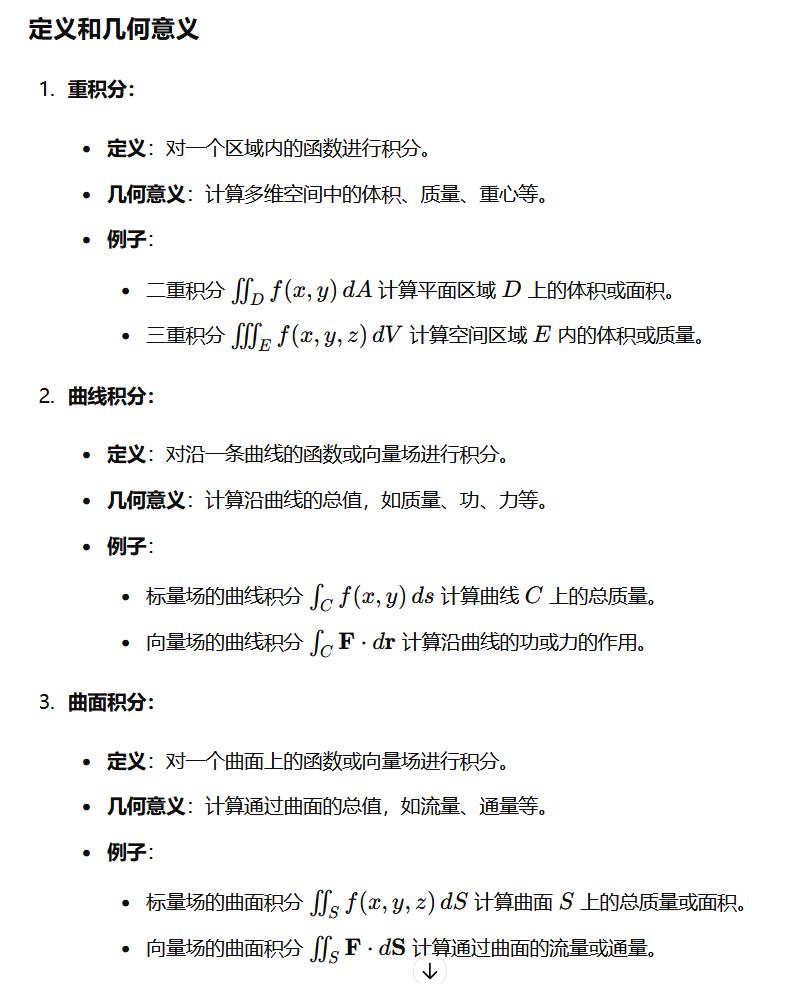 定义和几何意义
1. 重积分：
• 定义：对一个区域内的函数进行积分。
• 几何意义：计算多维空间中的体积、质量、重心等。
• 例子：
• 二重积分 ∬_D f(x, y) dA 计算平面区域 D 上的体积或面积。
• 三重积分 ∭_E f(x, y, z) dV 计算空间区域 E 内的体积或质量。
2. 曲线积分：
• 定义：对沿一条曲线的函数或向量场进行积分。
• 几何意义：计算沿曲线的总值，如质量、功、力等。
• 例子：
• 标量场的曲线积分 ∫_C f(x, y) ds 计算曲线 C 上的总质量。
• 向量场的曲线积分 ∫_C F · dr 计算沿曲线的功或力的作用。
3. 曲面积分：
• 定义：对一个曲面上的函数或向量场进行积分。
• 几何意义：计算通过曲面的总值，如流量、通量等。
• 例子：
• 标量场的曲面积分 ∬_S f(x, y, z) dS 计算曲面 S 上的总质量或面积。
• 向量场的曲面积分 ∬_S F · dS 计算通过曲面的流量或通量。